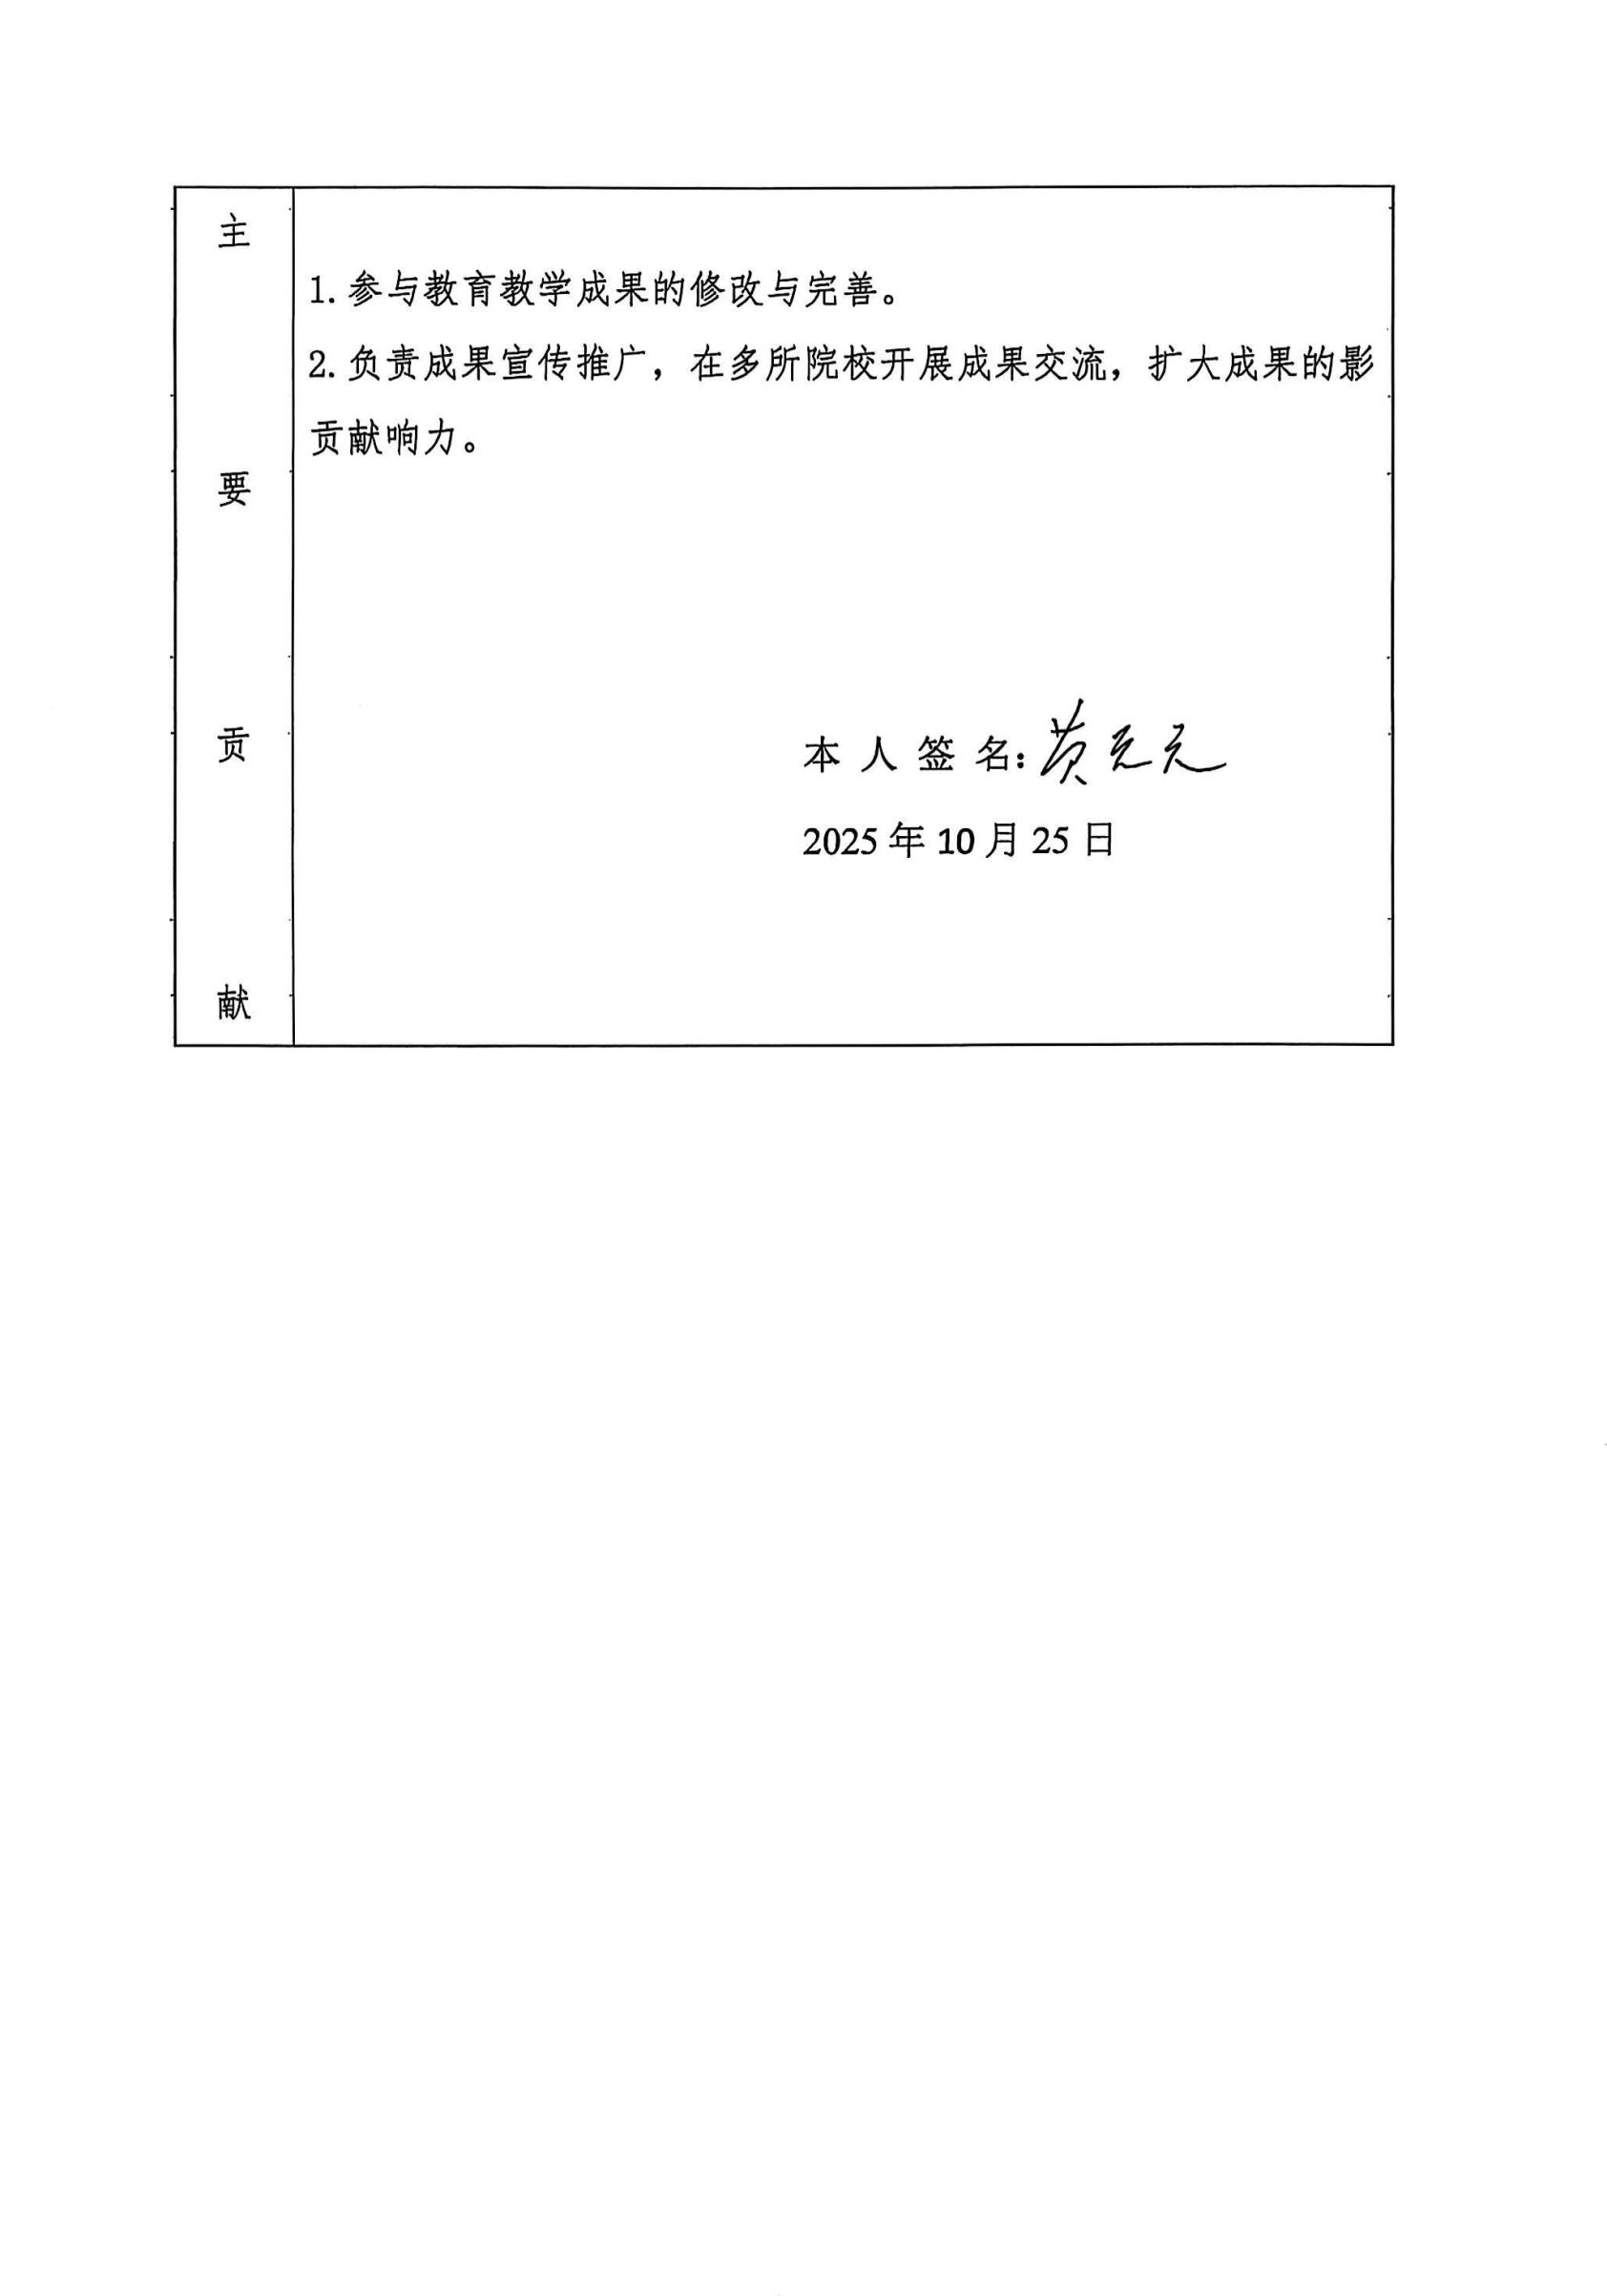 主
要
贡
献
1.参与教育教学成果的修改与完善。
2.负责成果宣传推广，在多所院校开展成果交流，扩大成果的影
贡献响力。
本 人 签 名：黄元元
2025 年 10 月 25 日